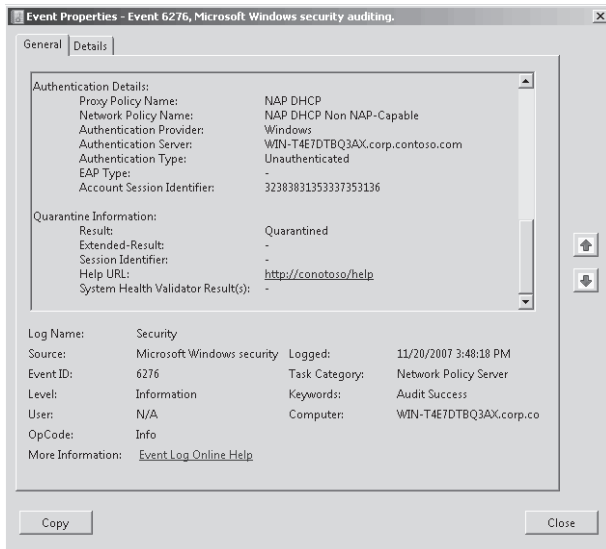 Event Properties - Event 6276, Microsoft Windows security auditing.
General Details
Authentication Details:
Proxy Policy Name: NAP DHCP
Network Policy Name: NAP DHCP Non NAP-Capable
Authentication Provider: Windows
Authentication Server: WIN-T4E7DTBQ3AX.corp.contoso.com
Authentication Type: Unauthenticated
EAP Type: -
Account Session Identifier: 32383831353337353136
Quarantine Information:
Result: Quarantined
Extended-Result: -
Session Identifier: -
Help URL: http://conotoso/help
System Health Validator Result(s): -
Log Name: Security
Source: Microsoft Windows security Logged: 11/20/2007 3:48:18 PM
Event ID: 6276 Task Category: Network Policy Server
Level: Information Keywords: Audit Success
User: N/A Computer: WIN-T4E7DTBQ3AX.corp.co
OpCode: Info
More Information: Event Log Online Help
Copy Close